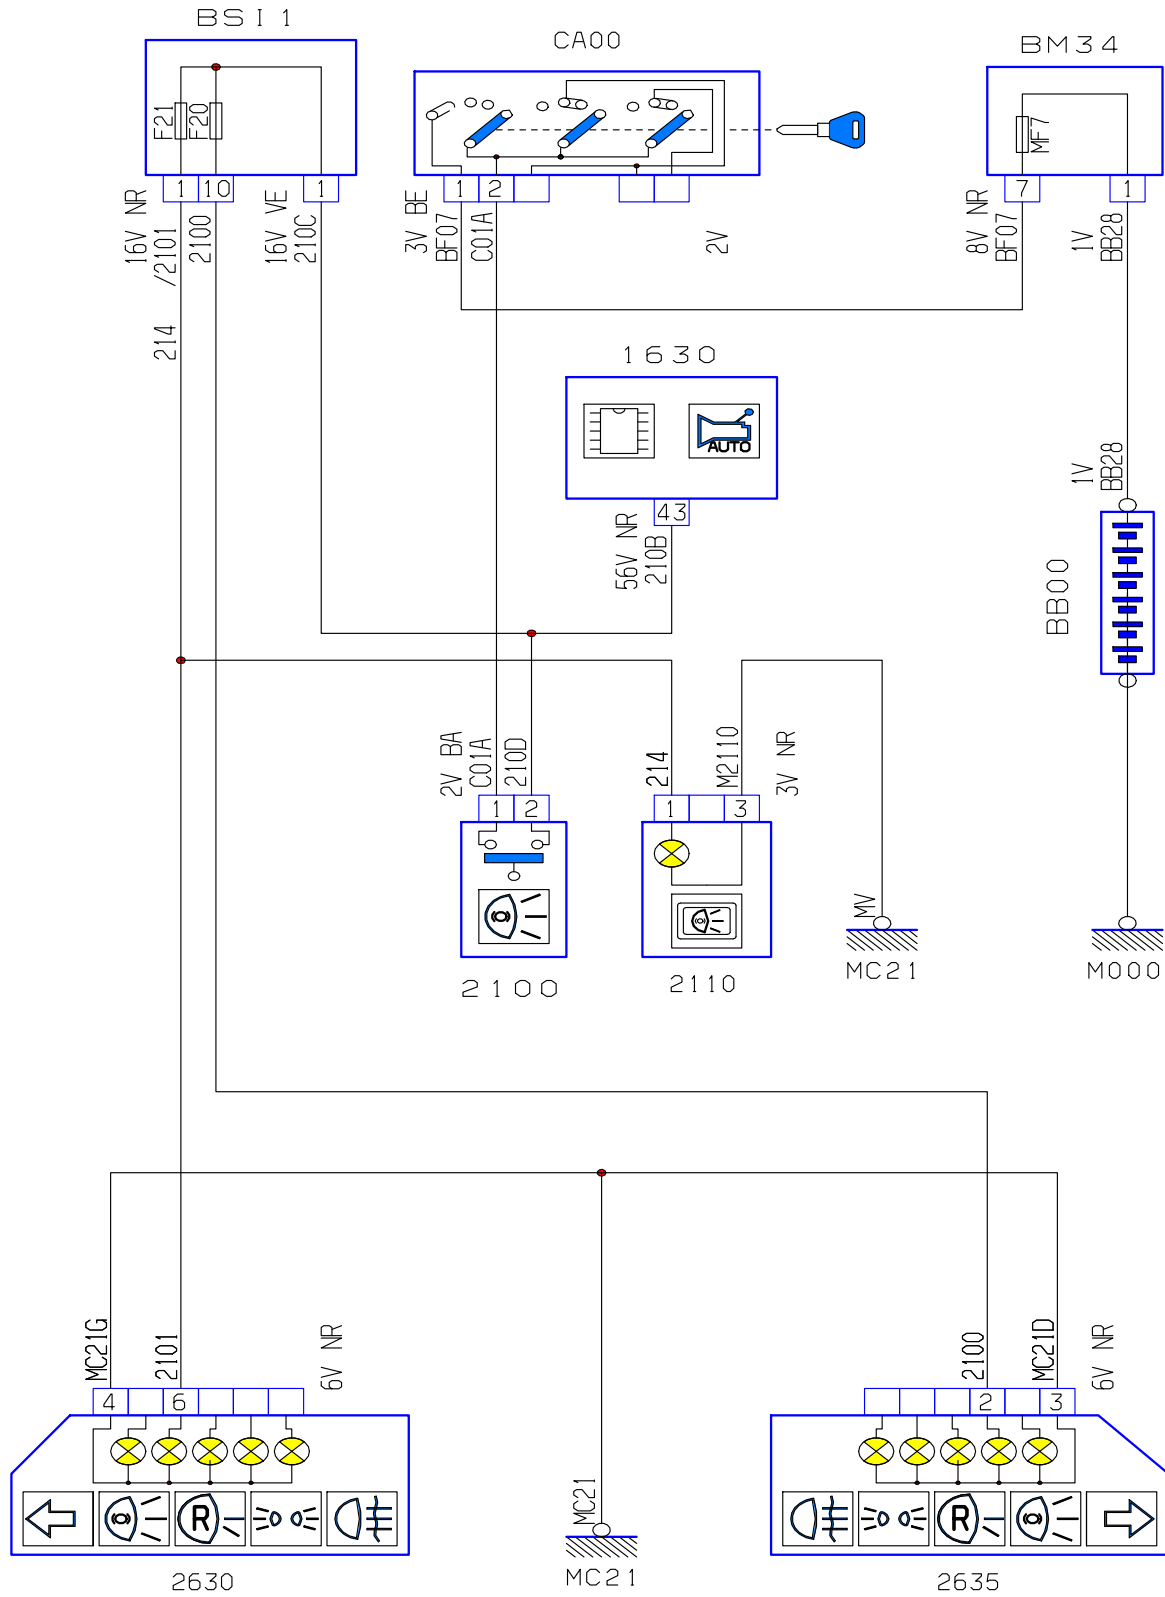 BSI1
CA00
BM34
F21
F20
MF7
1
10
1
1
2
7
1
16V NR
/2101
2100
16V VE
210C
3V BE
BF07
C01A
2V
8V NR
BF07
1V
BB28
214
1630
AUTO
43
56V NR
210B
1V
BB28
BB00
2V BA
C01A
210D
214
M2110
3V NR
1
2
1
3
MV
2100
2110
MC21
M000
MC21G
2101
6V NR
2100
MC21D
6V NR
4
6
2
3
R
R
MC21
2630
MC21
2635